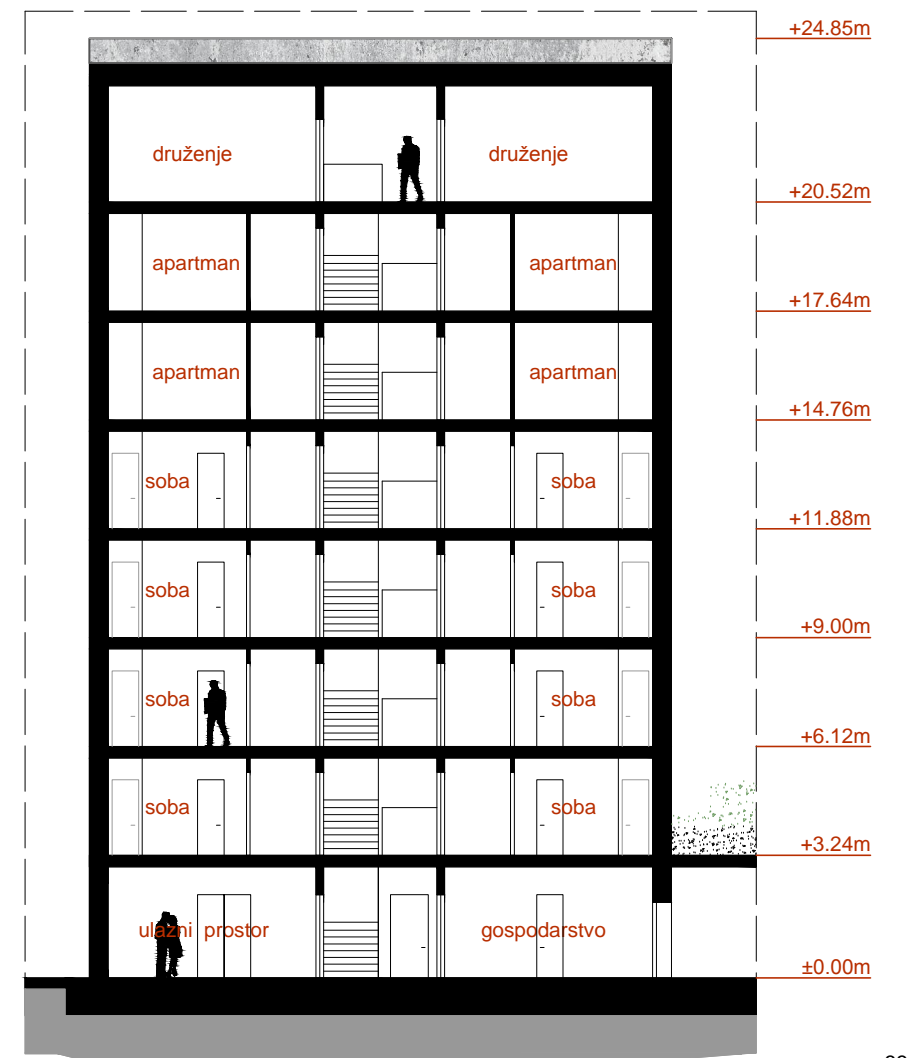 +24.85m
druženje druženje
+20.52m
apartman apartman
+17.64m
apartman apartman
+14.76m
soba soba
+11.88m
soba soba
+9.00m
soba soba
+6.12m
soba soba
+3.24m
ulazni prostor gospodarstvo
±0.00m